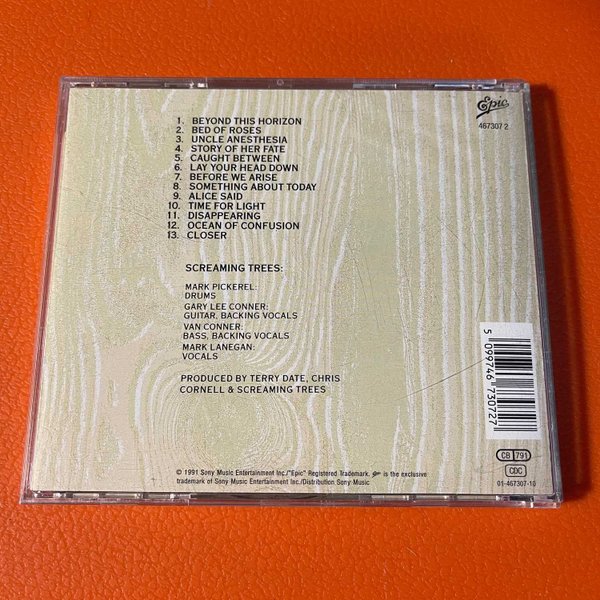 Epic
467307 2
1. BEYOND THIS HORIZON
2. BED OF ROSES
3. UNCLE ANESTHESIA
4. STORY OF HER FATE
5. CAUGHT BETWEEN
6. LAY YOUR HEAD DOWN
7. BEFORE WE ARISE
8. SOMETHING ABOUT TODAY
9. ALICE SAID
10. TIME FOR LIGHT
11. DISAPPEARING
12. OCEAN OF CONFUSION
13. CLOSER
SCREAMING TREES:
MARK PICKEREL:
DRUMS
GARY LEE CONNER:
GUITAR, BACKING VOCALS
VAN CONNER:
BASS, BACKING VOCALS
MARK LANEGAN:
VOCALS
PRODUCED BY TERRY DATE, CHRIS
CORNELL & SCREAMING TREES
5 099746 730727
CB 791
CDC
01-467307-10
© 1991 Sony Music Entertainment Inc./"Epic" Registered Trademark. Epic is the exclusive
trademark of Sony Music Entertainment Inc./Distribution Sony Music